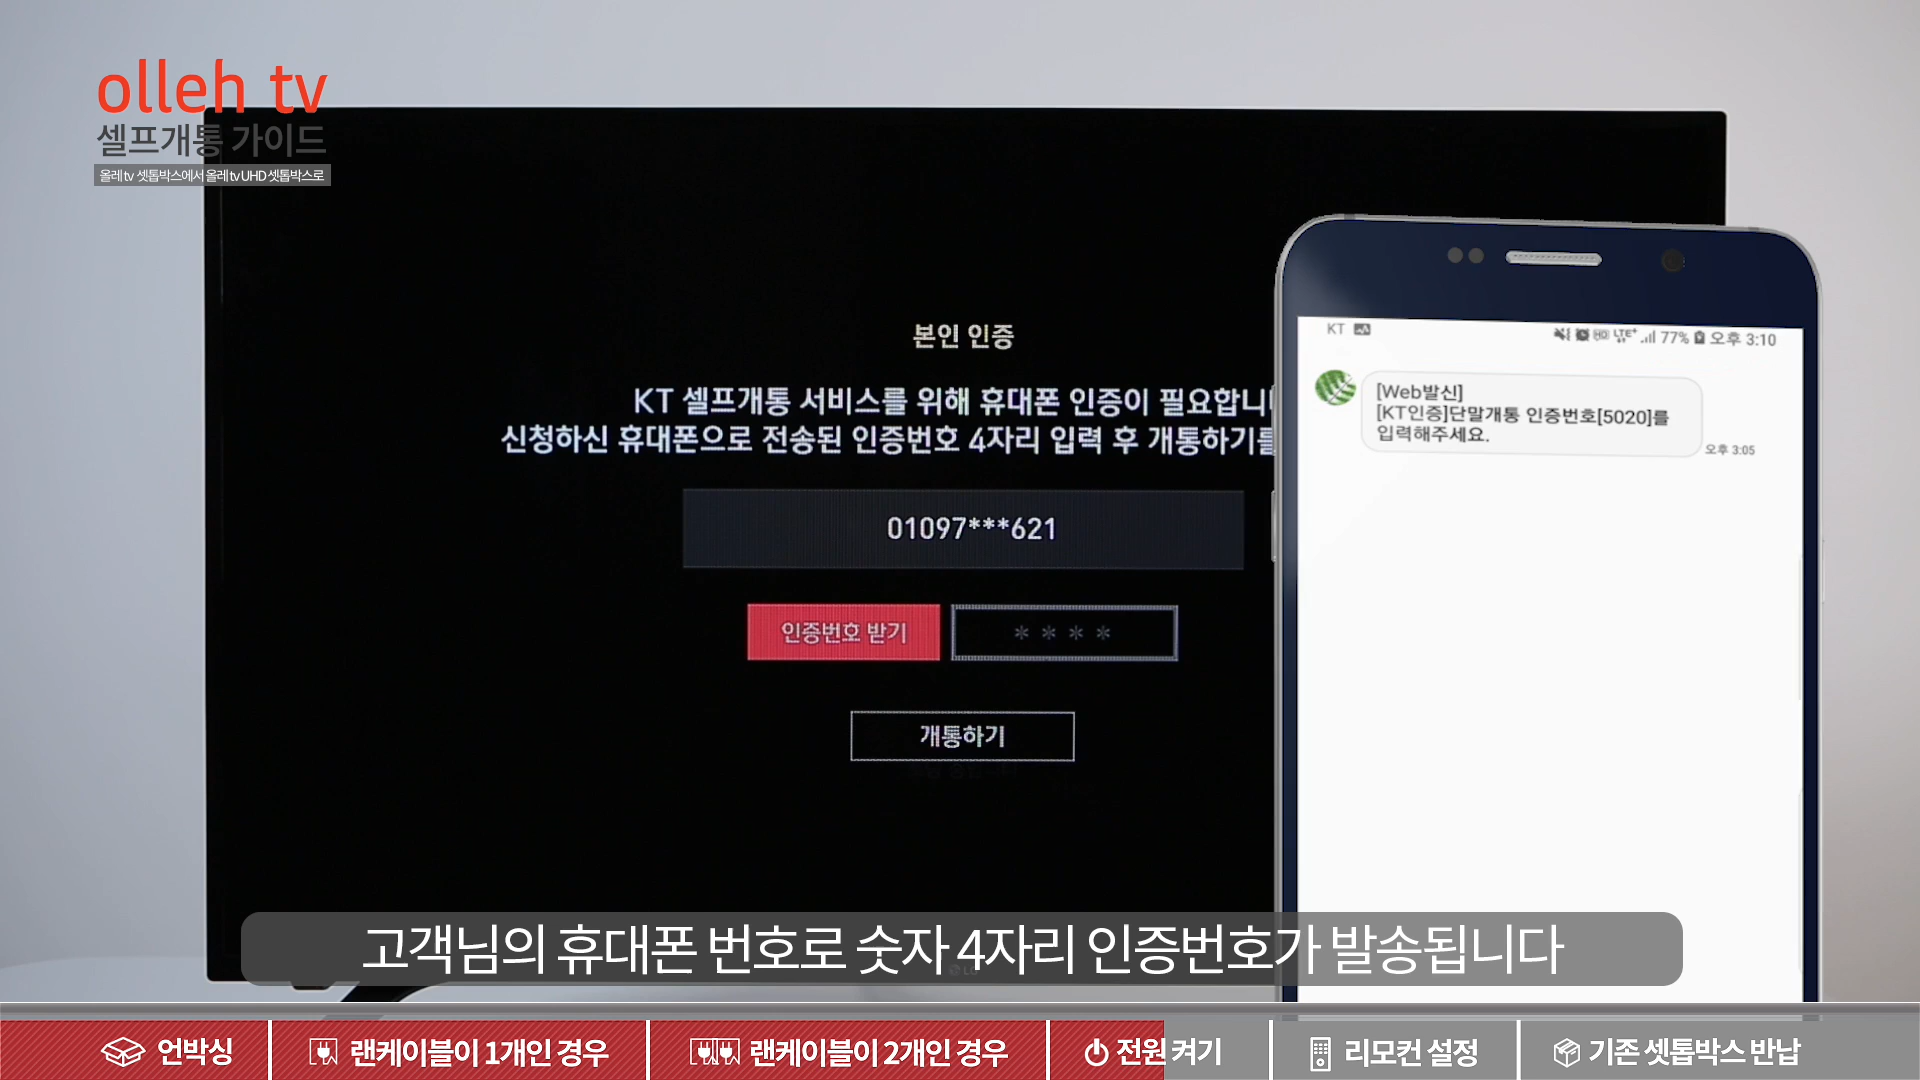 olleh tv
셀프개통 가이드
올레 tv 셋톱박스에서 올레 tv UHD 셋톱박스로
본인 인증
KT 셀프개통 서비스를 위해 휴대폰 인증이 필요합니
신청하신 휴대폰으로 전송된 인증번호 4자리 입력 후 개통하기를
01097***621
인증번호 받기
* * * *
개통하기
KT
HD LTE+ 77% 오후 3:10
[Web발신]
[KT인증]단말개통 인증번호[5020]를
입력해주세요.
오후 3:05
고객님의 휴대폰 번호로 숫자 4자리 인증번호가 발송됩니다
언박싱
랜케이블이 1개인 경우
랜케이블이 2개인 경우
전원 켜기
리모컨 설정
기존 셋톱박스 반납